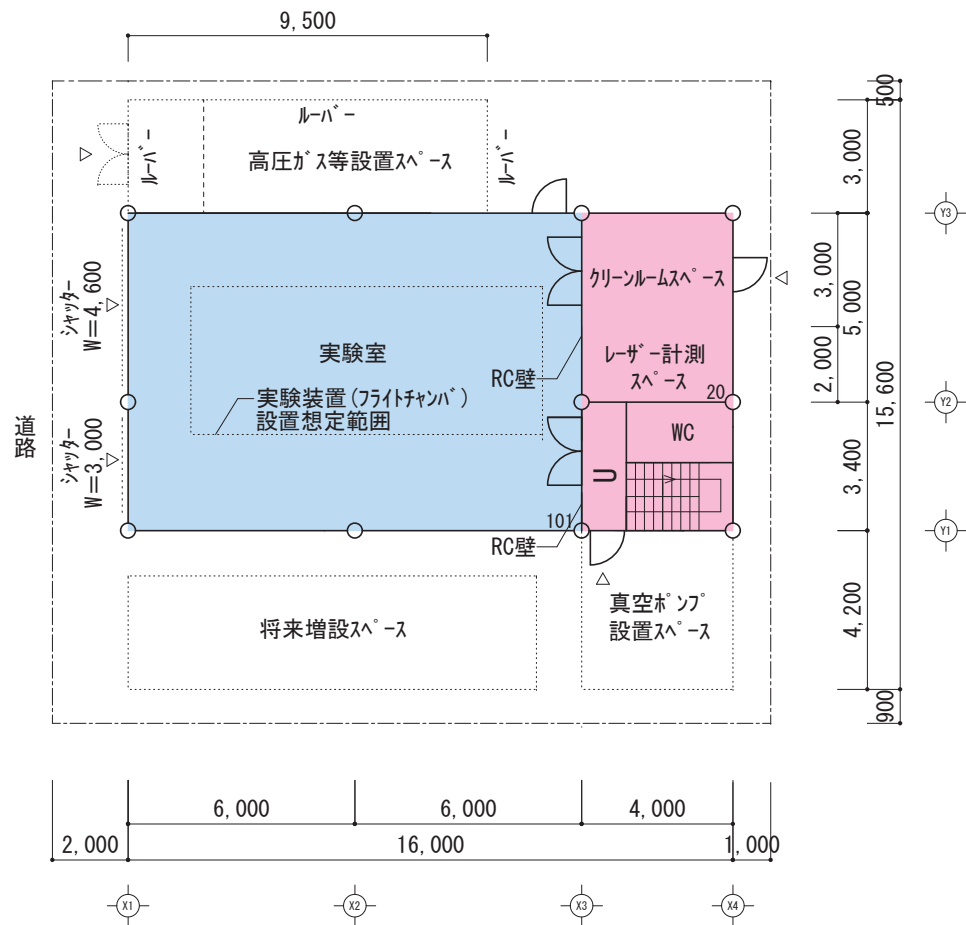 9,500
ルーバー
高圧ガス等設置スペース
ルーバー
ルーバー
500
3,000
Y3
シャッター
W=4,600
クリーンルームスペース
3,000
5,000
実験室
RC壁
レーザー計測
スペース
2,000
15,600
20
実験装置(フライトチャンバ)
設置想定範囲
Y2
道路
シャッター
W=3,000
WC
U
3,400
101
RC壁
Y1
真空ポンプ
設置スペース
将来増設スペース
4,200
900
6,000
6,000
4,000
2,000
16,000
1,000
X1
X2
X3
X4